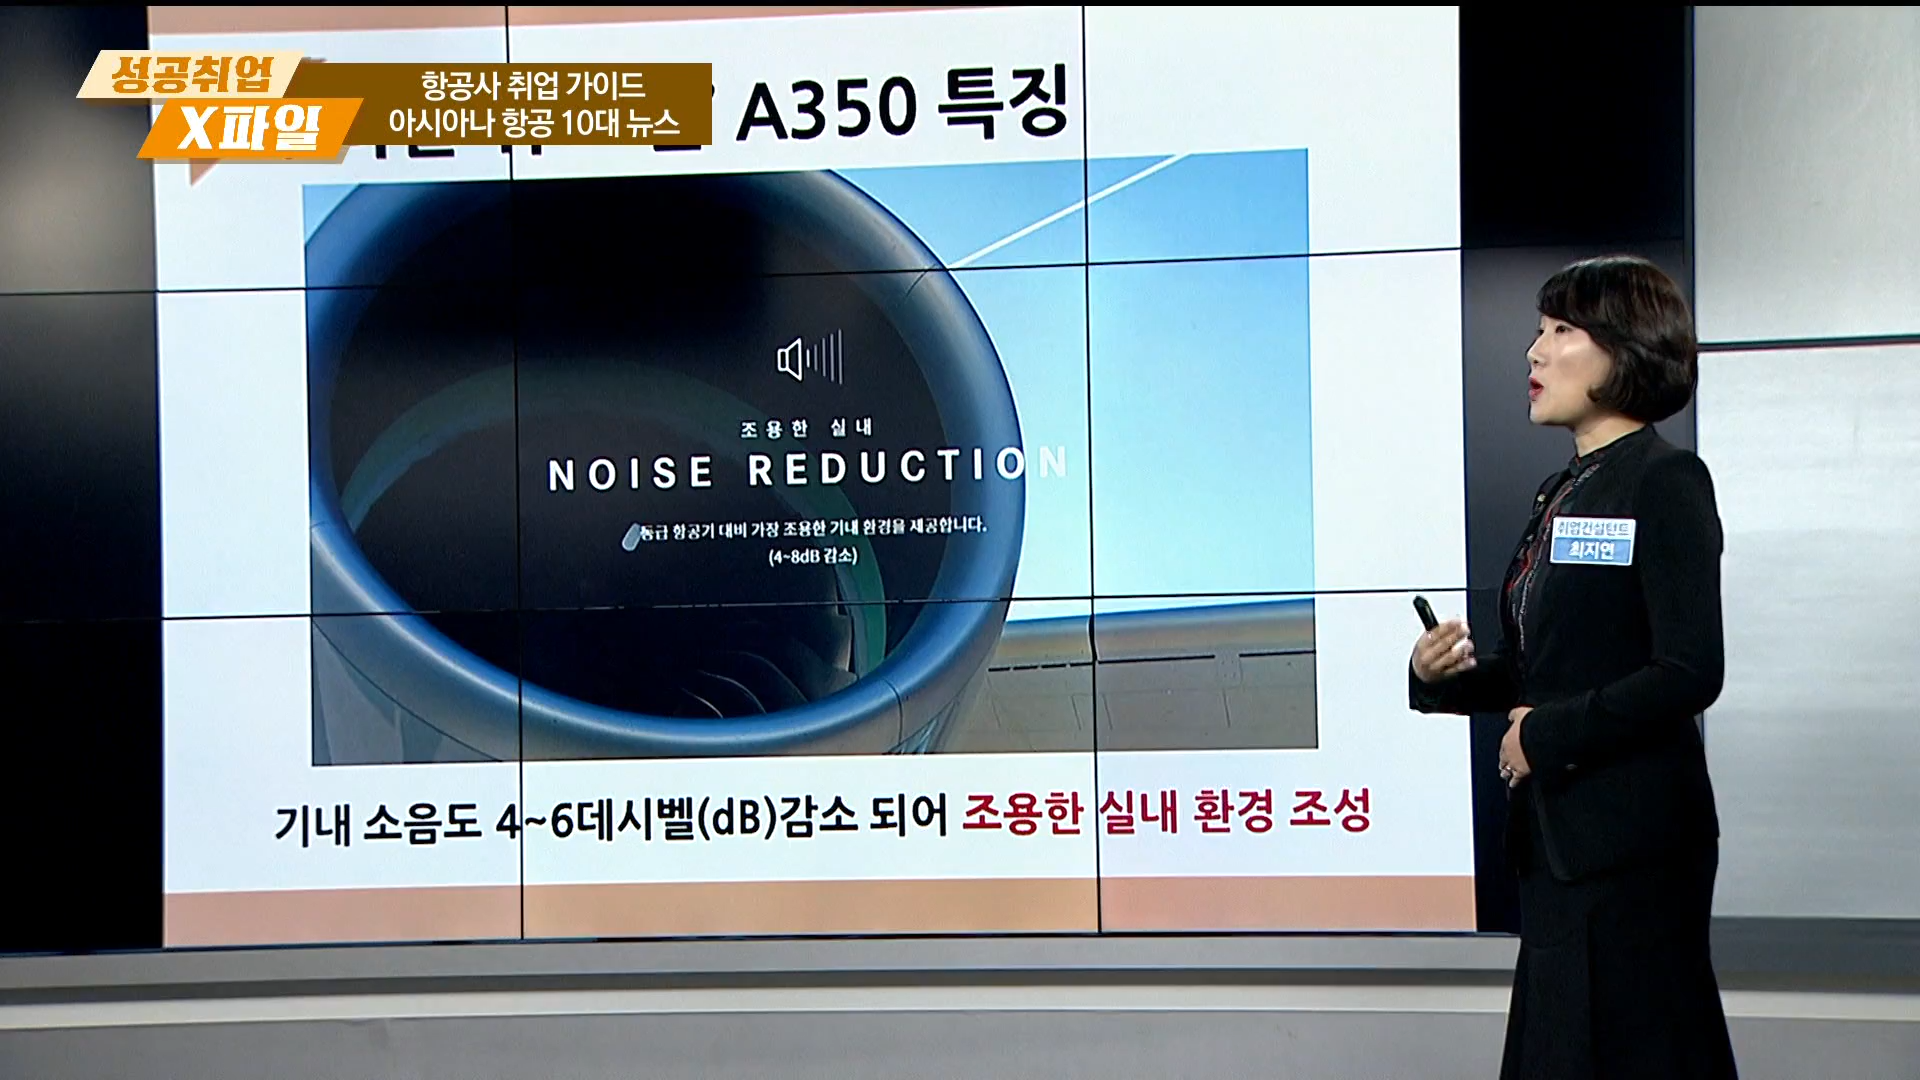 성공취업
X파일
항공사 취업 가이드
아시아나 항공 10대 뉴스
A350 특징
조용한 실내
NOISE REDUCTION
동급 항공기 대비 가장 조용한 기내 환경을 제공합니다.
(4~8dB 감소)
기내 소음도 4~6데시벨(dB)감소 되어 조용한 실내 환경 조성
취업컨설턴트
최지연